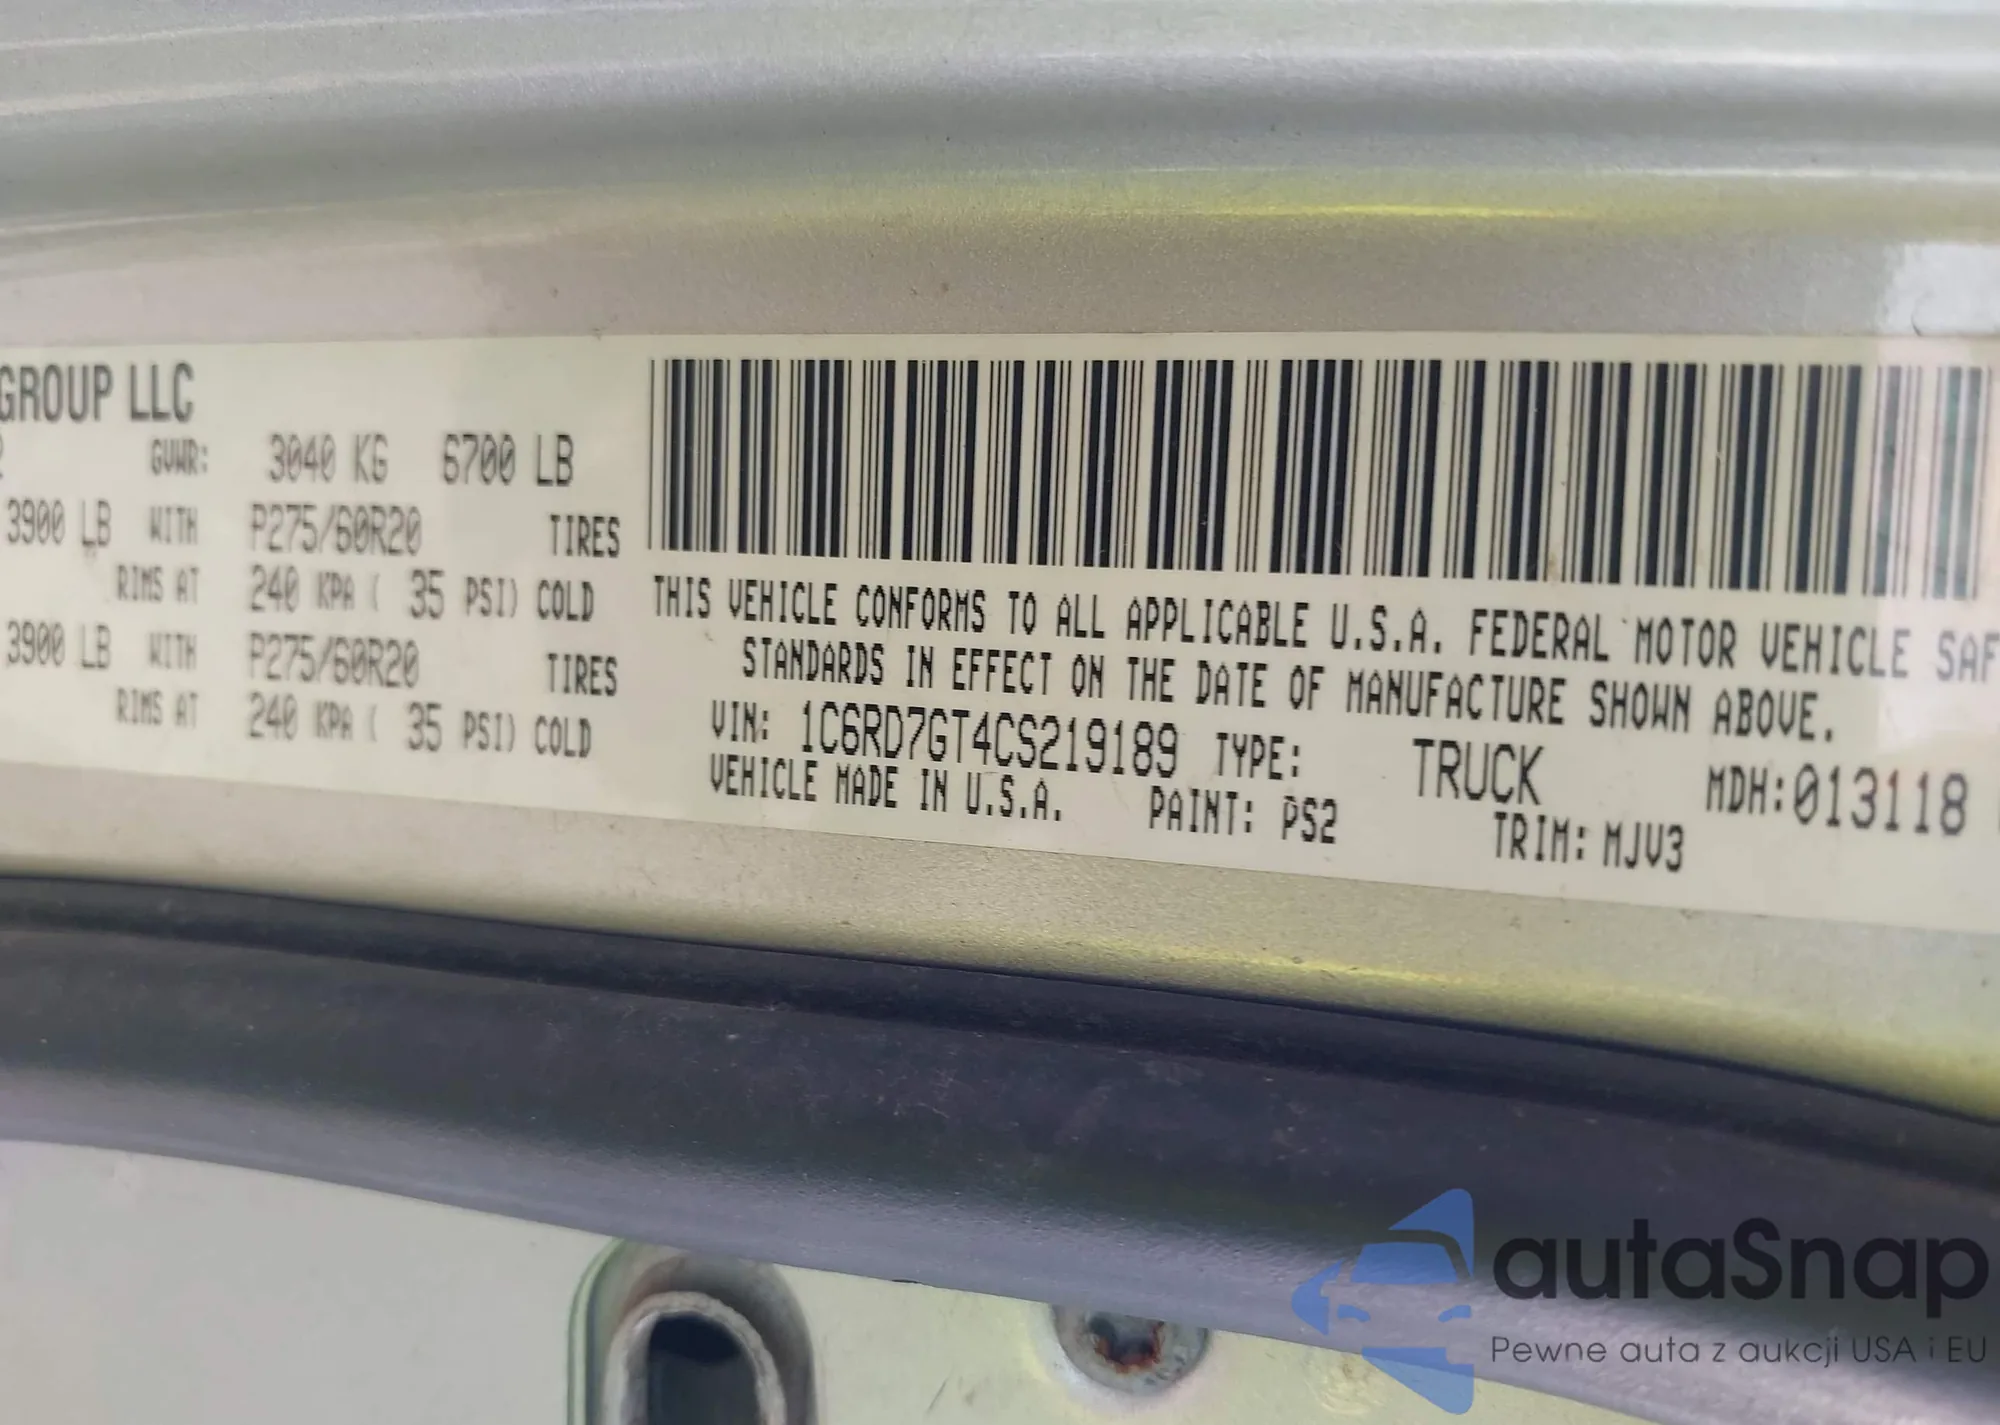 GROUP LLC
GVWR: 3040 KG 6700 LB
3900 LB WITH P275/60R20 TIRES
RIMS AT 240 KPA ( 35 PSI) COLD
3900 LB WITH P275/60R20 TIRES
RIMS AT 240 KPA ( 35 PSI) COLD
THIS VEHICLE CONFORMS TO ALL APPLICABLE U.S.A. FEDERAL MOTOR VEHICLE SAF
STANDARDS IN EFFECT ON THE DATE OF MANUFACTURE SHOWN ABOVE.
VIN: 1C6RD7GT4CS219189 TYPE: TRUCK MDH:013118
VEHICLE MADE IN U.S.A. PAINT: PS2 TRIM: MJV3
autaSnap
Pewne auta z aukcji USA i EU